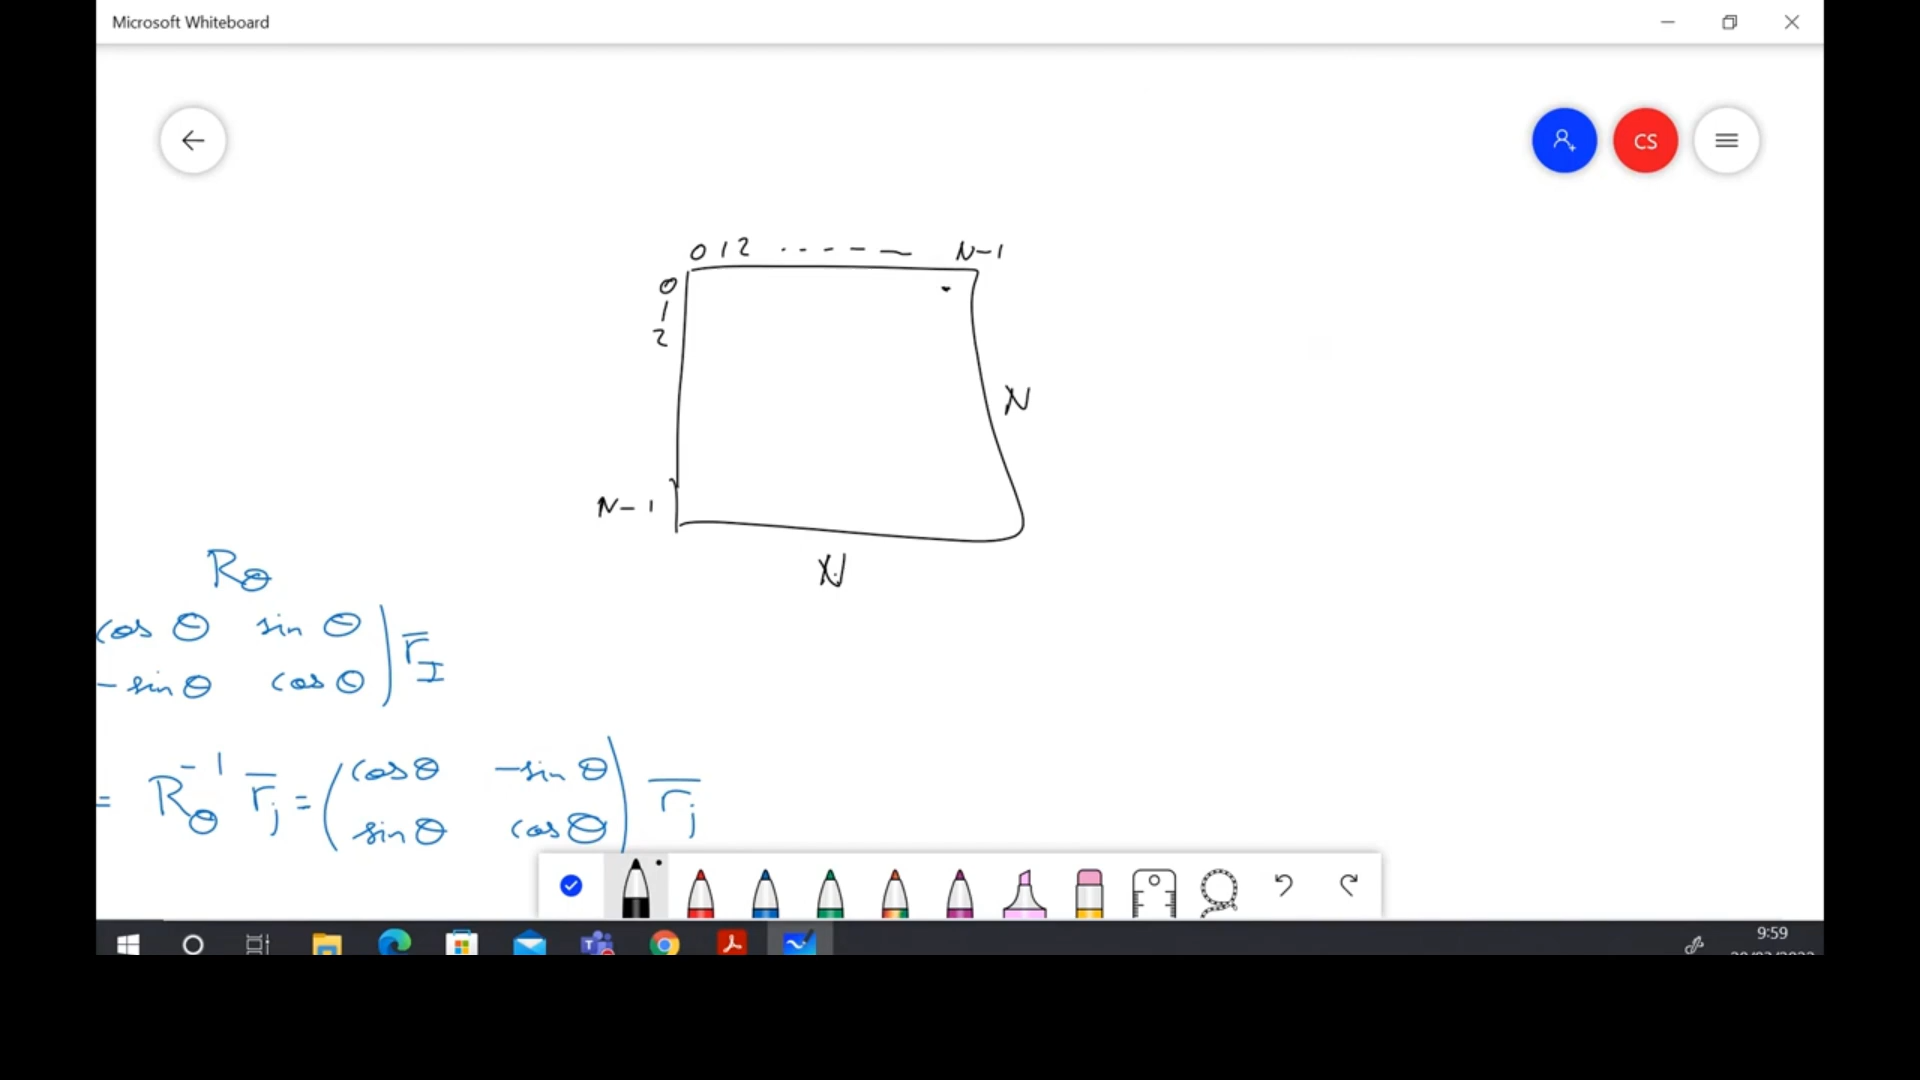 Microsoft Whiteboard
CS
0 1 2 ----- N-1
0
1
2
N
N-1
N
Rθ
cos θ sin θ
r̅I
- sin θ cos θ
= Rθ⁻¹ r̅j = (cos θ -sin θ
sin θ cos θ) r̅j
9:59